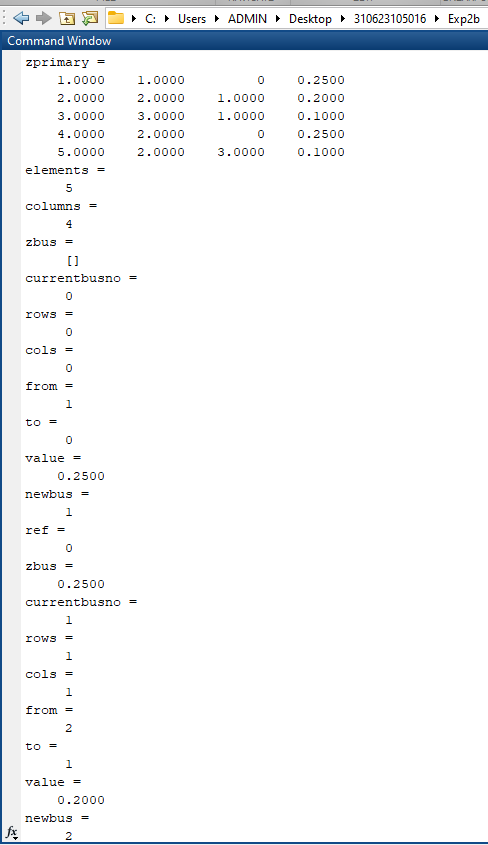 C: Users ADMIN Desktop 310623105016 Exp2b
Command Window
zprimary =
1.0000 1.0000 0 0.2500
2.0000 2.0000 1.0000 0.2000
3.0000 3.0000 1.0000 0.1000
4.0000 2.0000 0 0.2500
5.0000 2.0000 3.0000 0.1000
elements =
5
columns =
4
zbus =
[]
currentbusno =
0
rows =
0
cols =
0
from =
1
to =
0
value =
0.2500
newbus =
1
ref =
0
zbus =
0.2500
currentbusno =
1
rows =
1
cols =
1
from =
2
to =
1
value =
0.2000
newbus =
fx 2